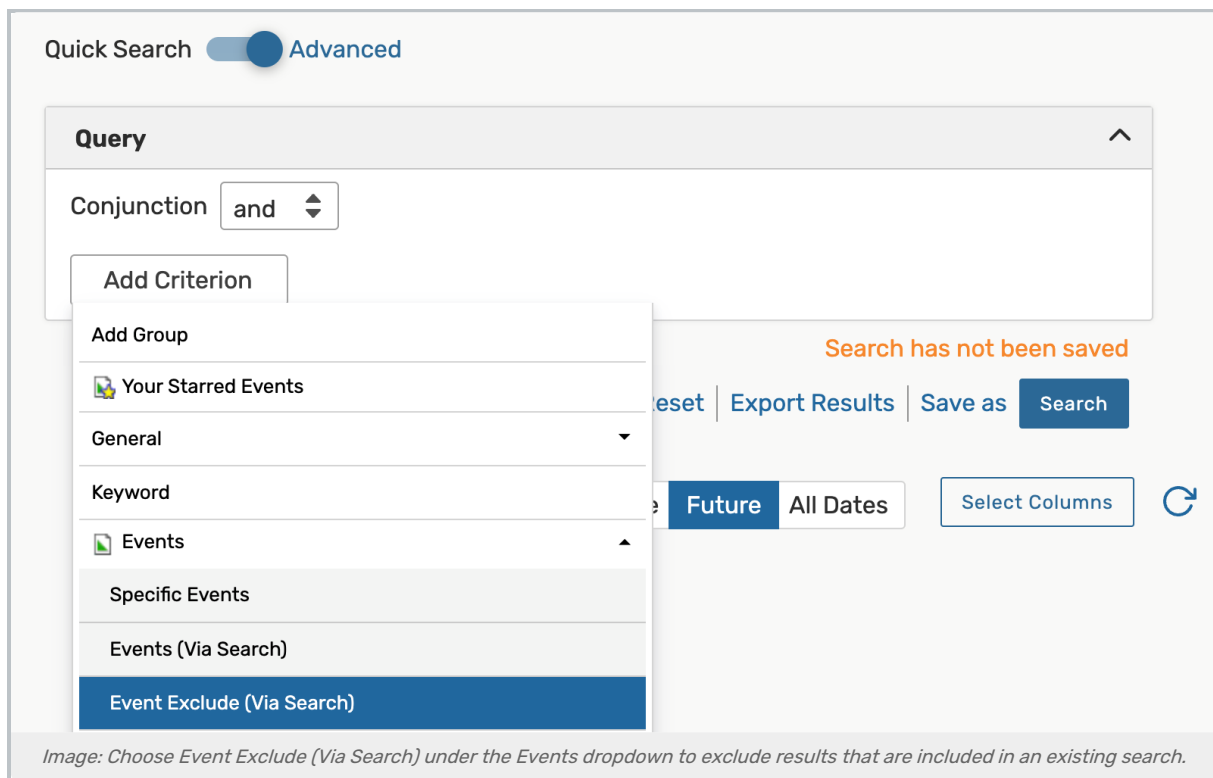 Quick Search Advanced
Query
Conjunction and
Add Criterion
Add Group
Search has not been saved
Your Starred Events
Export Results Save as Search
General
Keyword
Future All Dates Select Columns
Events
Specific Events
Events (Via Search)
Event Exclude (Via Search)
Image: Choose Event Exclude (Via Search) under the Events dropdown to exclude results that are included in an existing search.